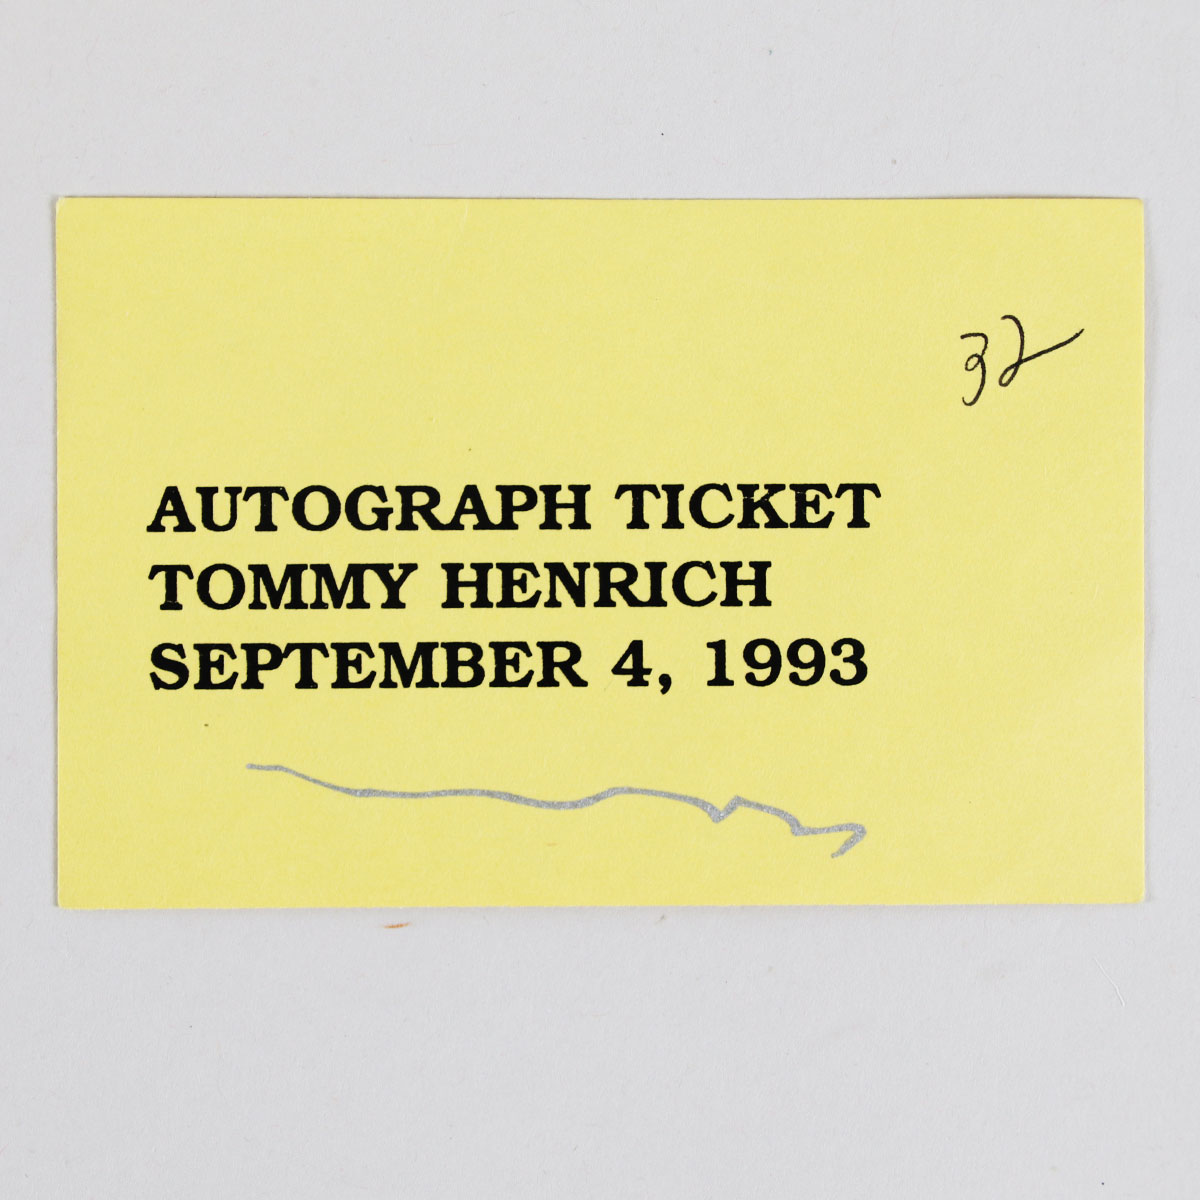 32
AUTOGRAPH TICKET
TOMMY HENRICH
SEPTEMBER 4, 1993